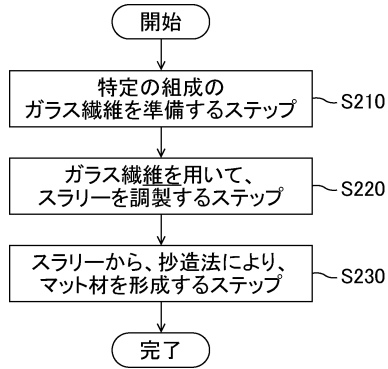 開始
特定の組成の
ガラス繊維を準備するステップ
S210
ガラス繊維を用いて、
スラリーを調製するステップ
S220
スラリーから、抄造法により、
マット材を形成するステップ
S230
完了